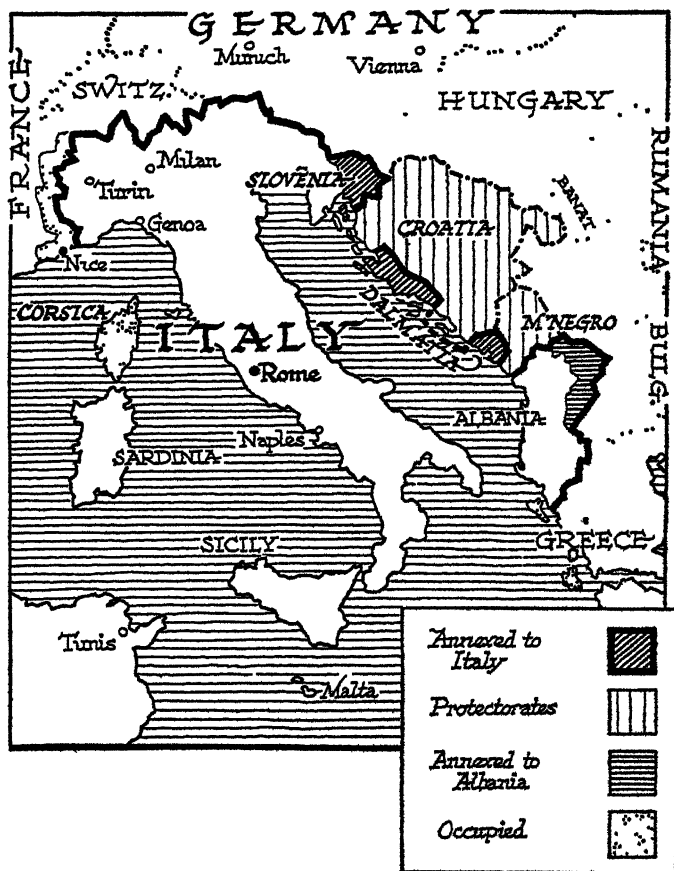 GERMANY
Munich
Vienna
SWITZ.
HUNGARY
FRANCE
RUMANIA
Milan
Turin
SLOVENIA
BANAT
Genoa
CROATIA
Nice
CORSICA
ITALY
DALMATIA
M'NEGRO
BULG.
Rome
ALBANIA
Naples
SARDINIA
SICILY
GREECE
Tunis
Malta
Annexed to
Italy
Protectorates
Annexed to
Albania
Occupied